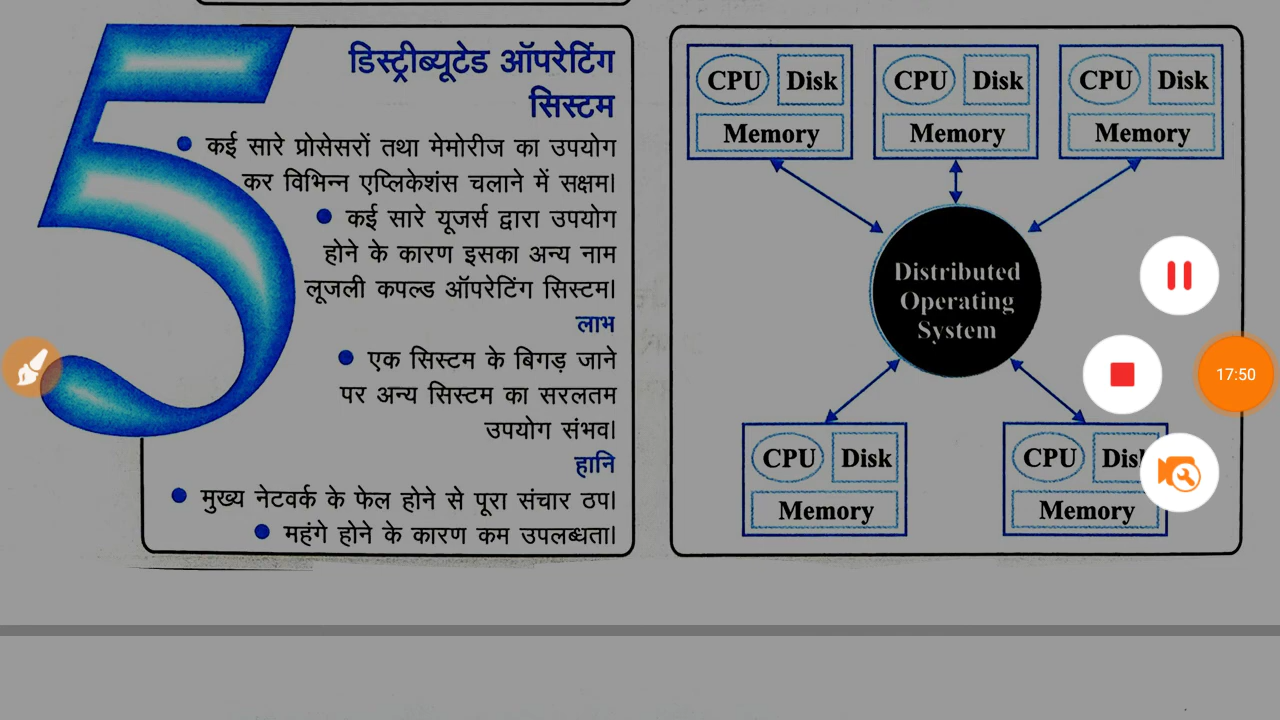 5
डिस्ट्रीब्यूटेड ऑपरेटिंग
सिस्टम
कई सारे प्रोसेसरों तथा मेमोरीज का उपयोग
कर विभिन्न एप्लिकेशंस चलाने में सक्षम।
कई सारे यूजर्स द्वारा उपयोग
होने के कारण इसका अन्य नाम
लूजली कपल्ड ऑपरेटिंग सिस्टम।
लाभ
एक सिस्टम के बिगड़ जाने
पर अन्य सिस्टम का सरलतम
उपयोग संभव।
हानि
मुख्य नेटवर्क के फेल होने से पूरा संचार ठप।
महंगे होने के कारण कम उपलब्धता।
CPU Disk
Memory
CPU Disk
Memory
CPU Disk
Memory
Distributed
Operating
System
CPU Disk
Memory
CPU Dis
Memory
17:50